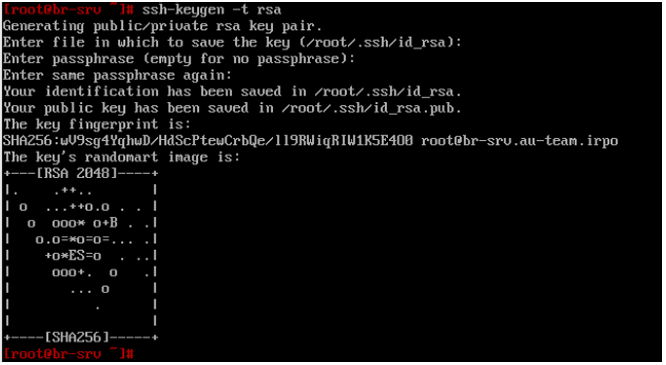 [root@br-srv ~]# ssh-keygen -t rsa
Generating public/private rsa key pair.
Enter file in which to save the key (/root/.ssh/id_rsa):
Enter passphrase (empty for no passphrase):
Enter same passphrase again:
Your identification has been saved in /root/.ssh/id_rsa.
Your public key has been saved in /root/.ssh/id_rsa.pub.
The key fingerprint is:
SHA256:wV9sg4YqhwD/HdScPtewCrbQe/ll9RWiqRIW1K5E4O0 root@br-srv.au-team.irpo
The key's randomart image is:
+---[RSA 2048]----+
|.     .++..      |
| o   ...++o.o . . |
|  o  ooo* o+B . .|
|   o.o=*o=o=... .|
|    +o*ES=o  . ..|
|     ooo+.  o   .|
|       ... o     |
|          .      |
|                 |
+----[SHA256]-----+
[root@br-srv ~]#